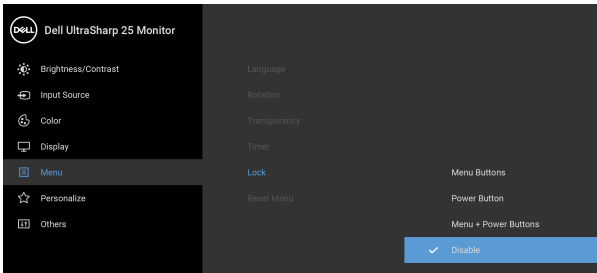 DELL
Dell UltraSharp 25 Monitor
Brightness/Contrast
Language
Input Source
Rotation
Color
Transparency
Display
Timer
Menu
Lock
Menu Buttons
Personalize
Reset Menu
Power Button
Others
Menu + Power Buttons
Disable